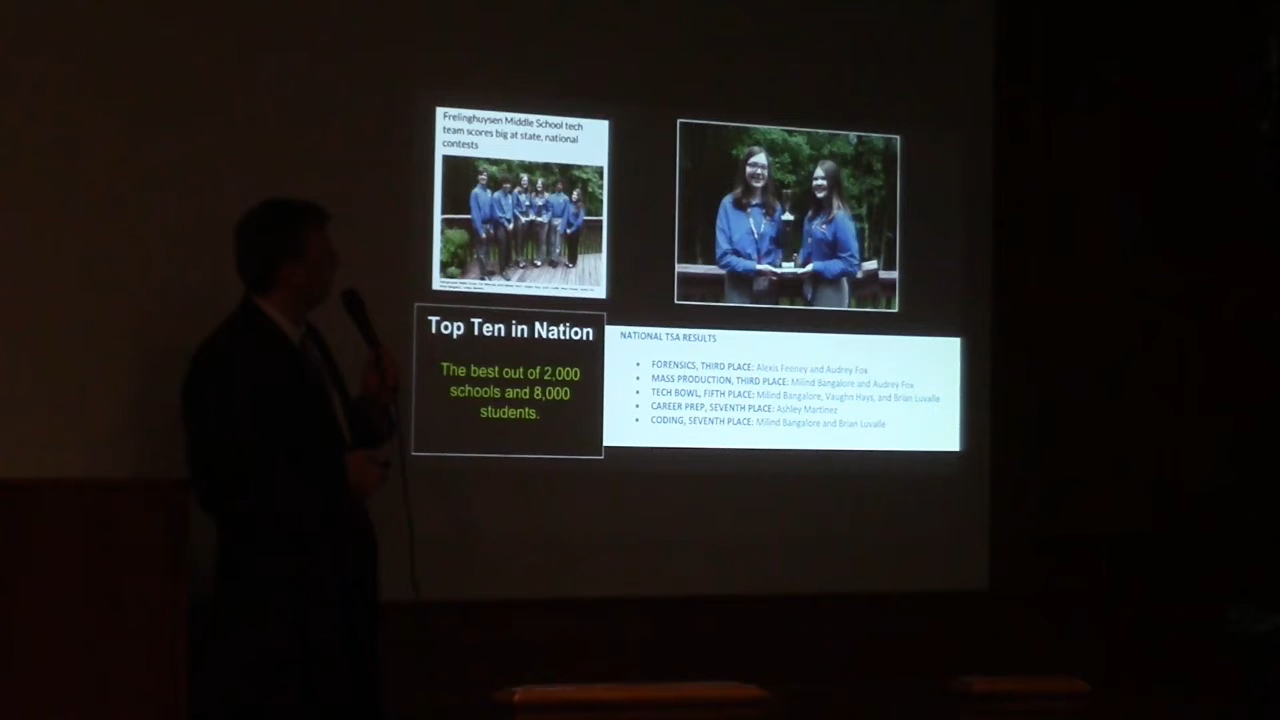 Frelinghuysen Middle School tech
team scores big at state, national
contests
Top Ten in Nation
The best out of 2,000
schools and 8,000
students.
NATIONAL TSA RESULTS
• FORENSICS, THIRD PLACE: Alexis Feeney and Audrey Fox
• MASS PRODUCTION, THIRD PLACE: Milind Bangalore and Audrey Fox
• TECH BOWL, FIFTH PLACE: Milind Bangalore, Vaughn Hays, and Brian Luvalle
• CAREER PREP, SEVENTH PLACE: Ashley Martinez
• CODING, SEVENTH PLACE: Milind Bangalore and Brian Luvalle